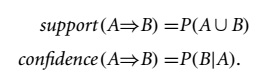 support(A⇒B) =P(A ∪ B)
confidence(A⇒B) =P(B|A).